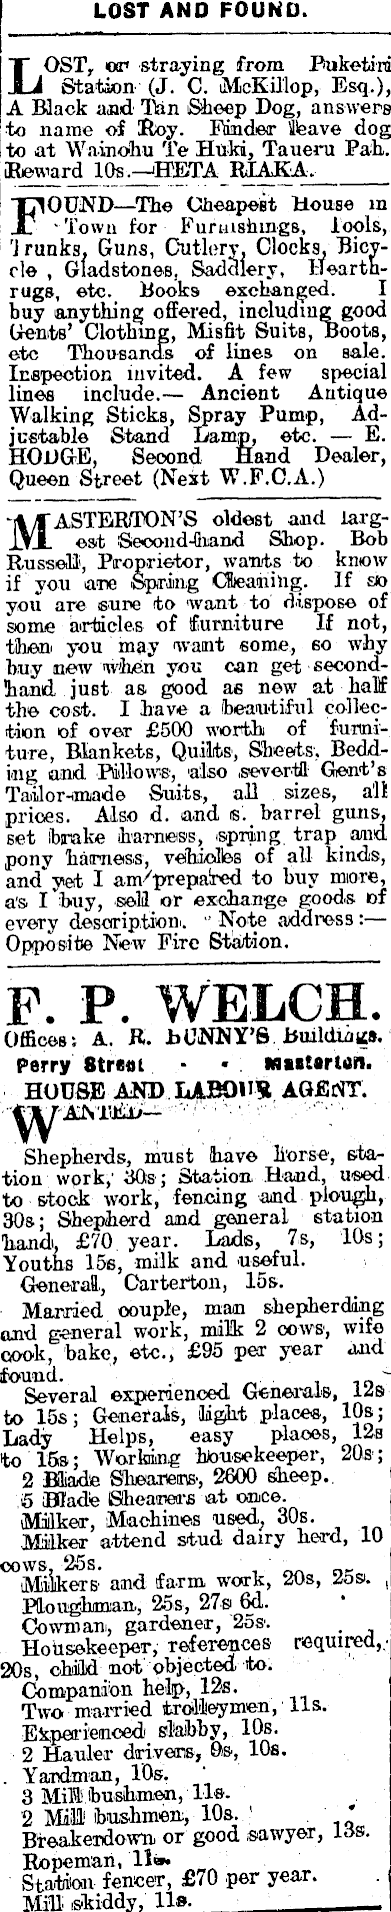 LOST AND FOUND.
LOST, or straying from Puketiri
Station (J. C. McKillop, Esq.),
A Black and Tan Sheep Dog, answers
to name of Roy. Finder leave dog
to at Wainohu Te Huki, Taueru Pah.
Reward 10s.—HETA RIAKA.
FOUND—The Cheapest House in
Town for Furnishings, Tools,
Trunks, Guns, Cutlery, Clocks, Bicy-
cle , Gladstones, Saddlery, Hearth-
rugs, etc. Books exchanged. I
buy anything offered, including good
Gents' Clothing, Misfit Suits, Boots,
etc Thousands of lines on sale.
Inspection invited. A few special
lines include.— Ancient Antique
Walking Sticks, Spray Pump, Ad-
justable Stand Lamp, etc. — E.
HODGE, Second Hand Dealer,
Queen Street (Next W.F.C.A.)
MASTERTON'S oldest and larg-
est Second-hand Shop. Bob
Russell, Proprietor, wants to know
if you are Spring Cleaning. If so
you are sure to want to dispose of
some articles of furniture If not,
then you may want some, so why
buy new when you can get second-
hand just as good as new at half
the cost. I have a beautiful collec-
tion of over £500 worth of furni-
ture, Blankets, Quilts, Sheets, Bedd-
ing and Pillows, also severtl Gent's
Tailor-made Suits, all sizes, all
prices. Also d. and s. barrel guns,
set brake harness, spring trap and
pony harness, vehicles of all kinds,
and yet I am prepared to buy more,
as I buy, sell or exchange goods of
every description. Note address:—
Opposite New Fire Station.
F. P. WELCH.
Offices: A. R. BUNNY'S Buildings.
Perry Street - - Masterton.
HOUSE AND LABOUR AGENT.
WANTED—
Shepherds, must have horse, sta-
tion work, 30s; Station Hand, used
to stock work, fencing and plough,
30s; Shepherd and general station
hand, £70 year. Lads, 7s, 10s;
Youths 15s, milk and useful.
General, Carterton, 15s.
Married couple, man shepherding
and general work, milk 2 cows, wife
cook, bake, etc., £95 per year and
found.
Several experienced Generals, 12s
to 15s; Generals, light places, 10s;
Lady Helps, easy places, 12s
to 15s; Working housekeeper, 20s;
2 Blade Shearers, 2600 sheep.
5 Blade Shearers at once.
Milker, Machines used, 30s.
Milker attend stud dairy herd, 10
cows, 25s.
Milkers and farm work, 20s, 25s.
Ploughman, 25s, 27s 6d.
Cowman, gardener, 25s.
Housekeeper, references required,
20s, child not objected to.
Companion help, 12s.
Two married trolleymen, 11s.
Experienced slabby, 10s.
2 Hauler drivers, 9s, 10s.
Yardman, 10s.
3 Mill bushmen, 11s.
2 Mill bushmen, 10s.
Breakerdown or good sawyer, 13s.
Ropeman, 11s.
Station fencer, £70 per year.
Mill skiddy, 11s.